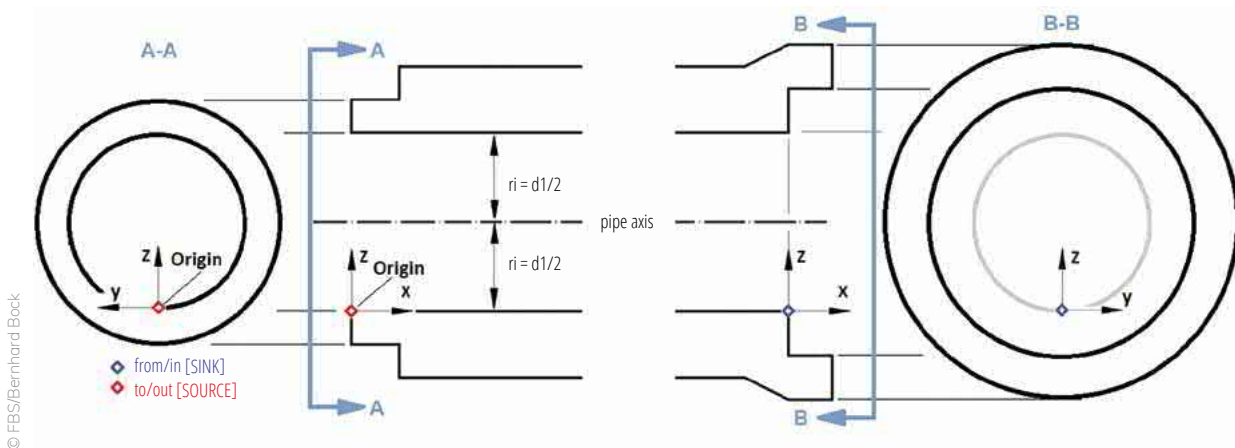 A-A
A
B
B-B
ri = d1/2
pipe axis
z
Origin
y
z
Origin
x
ri = d1/2
z
x
z
y
from/in [SINK]
to/out [SOURCE]
A
B
© FBS/Bernhard Bock